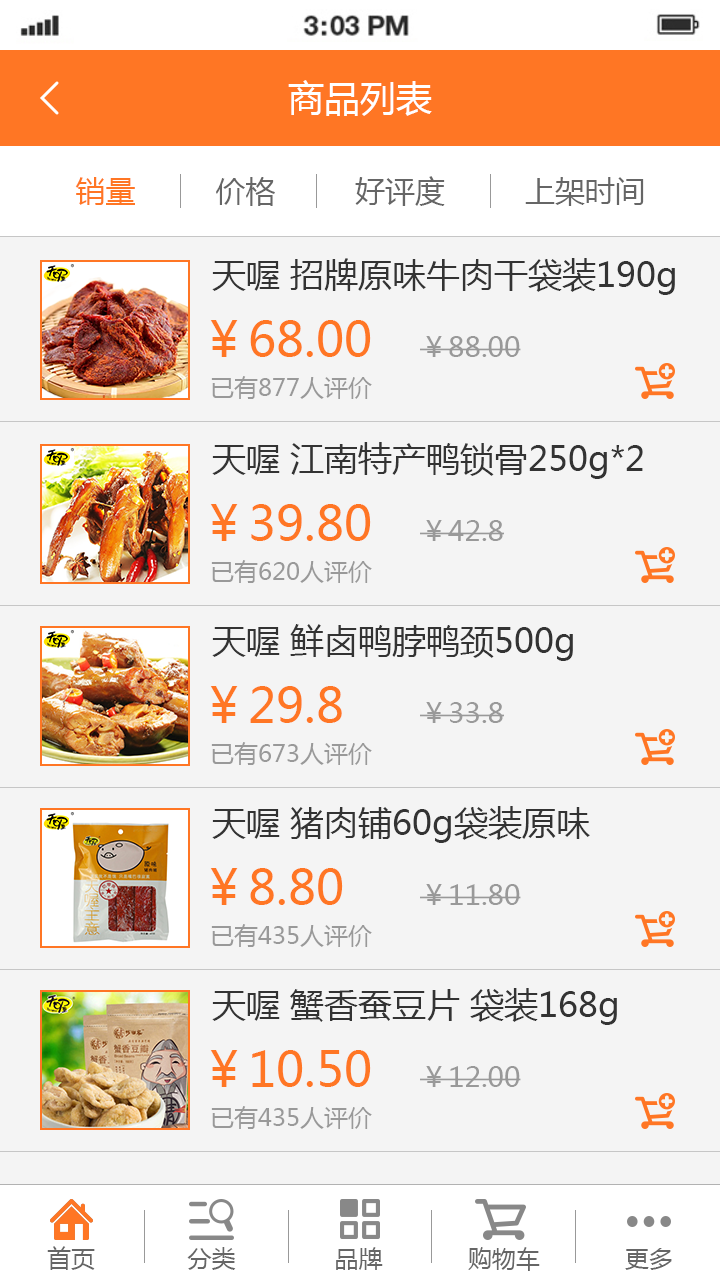 3:03 PM
商品列表
销量 价格 好评度 上架时间
天喔 招牌原味牛肉干袋装190g
¥ 68.00 ¥ 88.00
已有877人评价
天喔 江南特产鸭锁骨250g*2
¥ 39.80 ¥ 42.8
已有620人评价
天喔 鲜卤鸭脖鸭颈500g
¥ 29.8 ¥ 33.8
已有673人评价
天喔 猪肉铺60g袋装原味
¥ 8.80 ¥ 11.80
已有435人评价
天喔 蟹香蚕豆片 袋装168g
¥ 10.50 ¥ 12.00
已有435人评价
首页 分类 品牌 购物车 更多